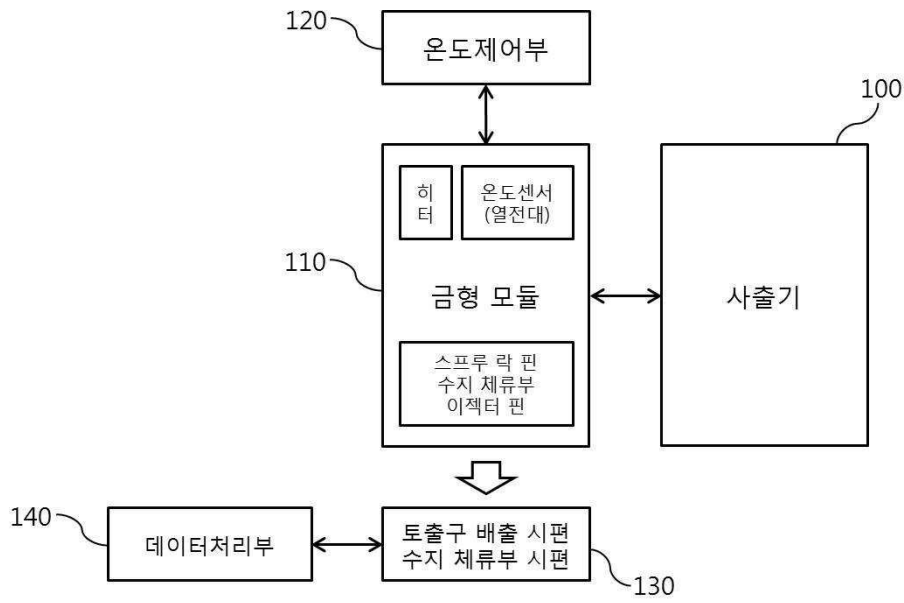 120
온도제어부
100
히
터
온도센서
(열전대)
110
금형 모듈
사출기
스프루 락 핀
수지 체류부
이젝터 핀
140
데이터처리부
토출구 배출 시편
수지 체류부 시편
130